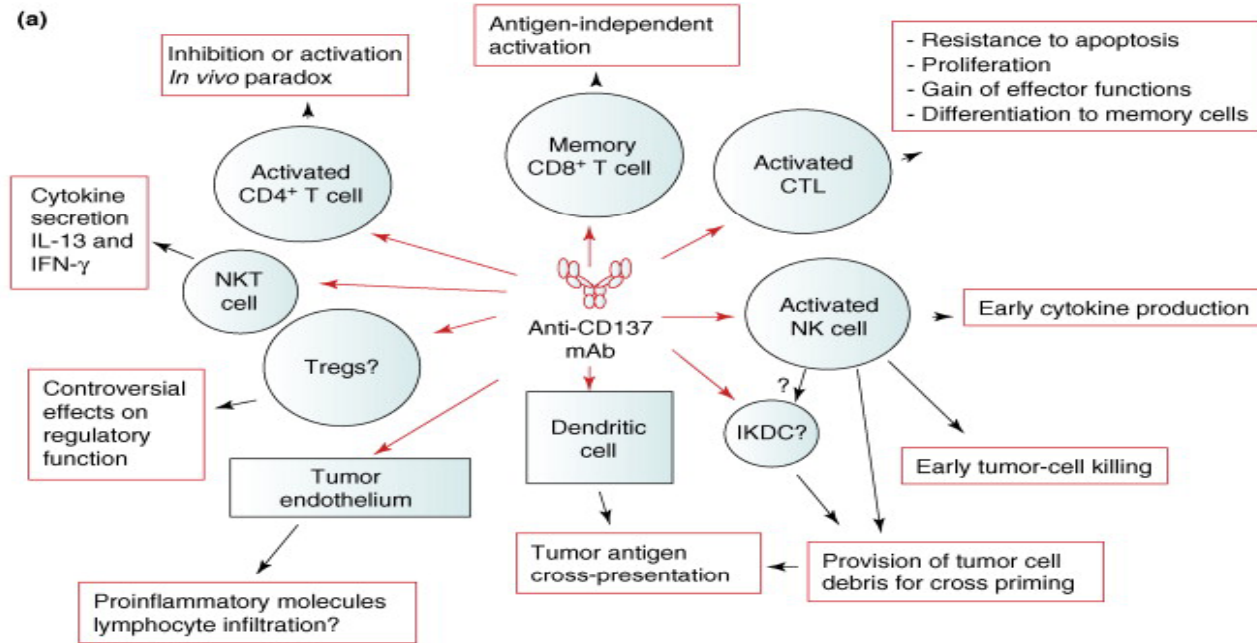 (a)
Inhibition or activation
In vivo paradox
Antigen-independent
activation
- Resistance to apoptosis
- Proliferation
- Gain of effector functions
- Differentiation to memory cells
Activated
CD4+ T cell
Memory
CD8+ T cell
Activated
CTL
Cytokine
secretion
IL-13 and
IFN-γ
NKT
cell
Anti-CD137
mAb
Activated
NK cell
Early cytokine production
Tregs?
Controversial
effects on
regulatory
function
Dendritic
cell
?
IKDC?
Early tumor-cell killing
Tumor
endothelium
Tumor antigen
cross-presentation
Provision of tumor cell
debris for cross priming
Proinflammatory molecules
lymphocyte infiltration?